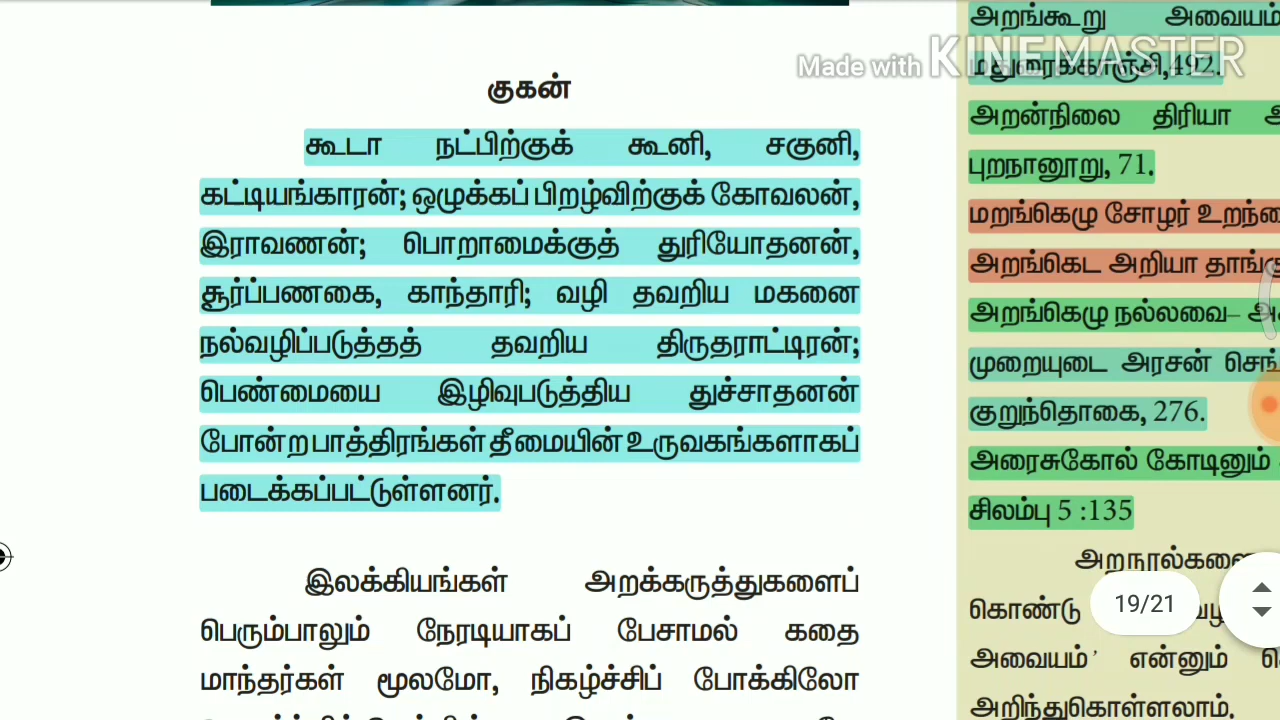 குகன்
கூடா நட்பிற்குக் கூனி, சகுனி,
கட்டியங்காரன்; ஒழுக்கப் பிறழ்விற்குக் கோவலன்,
இராவணன்; பொறாமைக்குத் துரியோதனன்,
சூர்ப்பணகை, காந்தாரி; வழி தவறிய மகனை
நல்வழிப்படுத்தத் தவறிய திருதராட்டிரன்;
பெண்மையை இழிவுபடுத்திய துச்சாதனன்
போன்ற பாத்திரங்கள் தீமையின் உருவகங்களாகப்
படைக்கப்பட்டுள்ளனர்.
இலக்கியங்கள் அறக்கருத்துகளைப்
பெரும்பாலும் நேரடியாகப் பேசாமல் கதை
மாந்தர்கள் மூலமோ, நிகழ்ச்சிப் போக்கிலோ
அறங்கூறு அவையம்
Made with KINEMASTER
மதுரைக்காஞ்சி,492.
அறன்நிலை திரியா
புறநானூறு, 71.
மறங்கெழு சோழர்
அறங்கெட அறியா
அறங்கெழு நல்லவை–
முறையுடை அரசன்
குறுந்தொகை, 276.
அரைசுகோல் கோடினும்
சிலம்பு 5 :135
அறநூல்களை
கொண்டு
19/21
அவையம்’ என்னும்
அறிந்துகொள்ளலாம்.